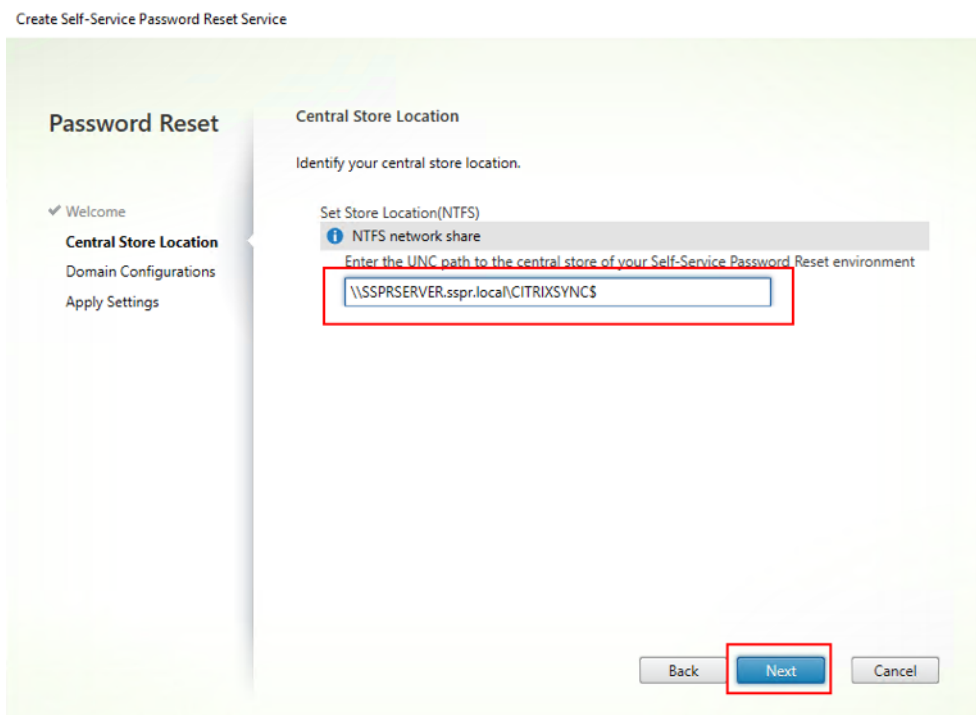 Create Self-Service Password Reset Service
Password Reset
✔ Welcome
Central Store Location
Domain Configurations
Apply Settings
Central Store Location
Identify your central store location.
Set Store Location(NTFS)
NTFS network share
Enter the UNC path to the central store of your Self-Service Password Reset environment
\\SSPRSERVER.sspr.local\CITRIXSYNC$
Back
Next
Cancel